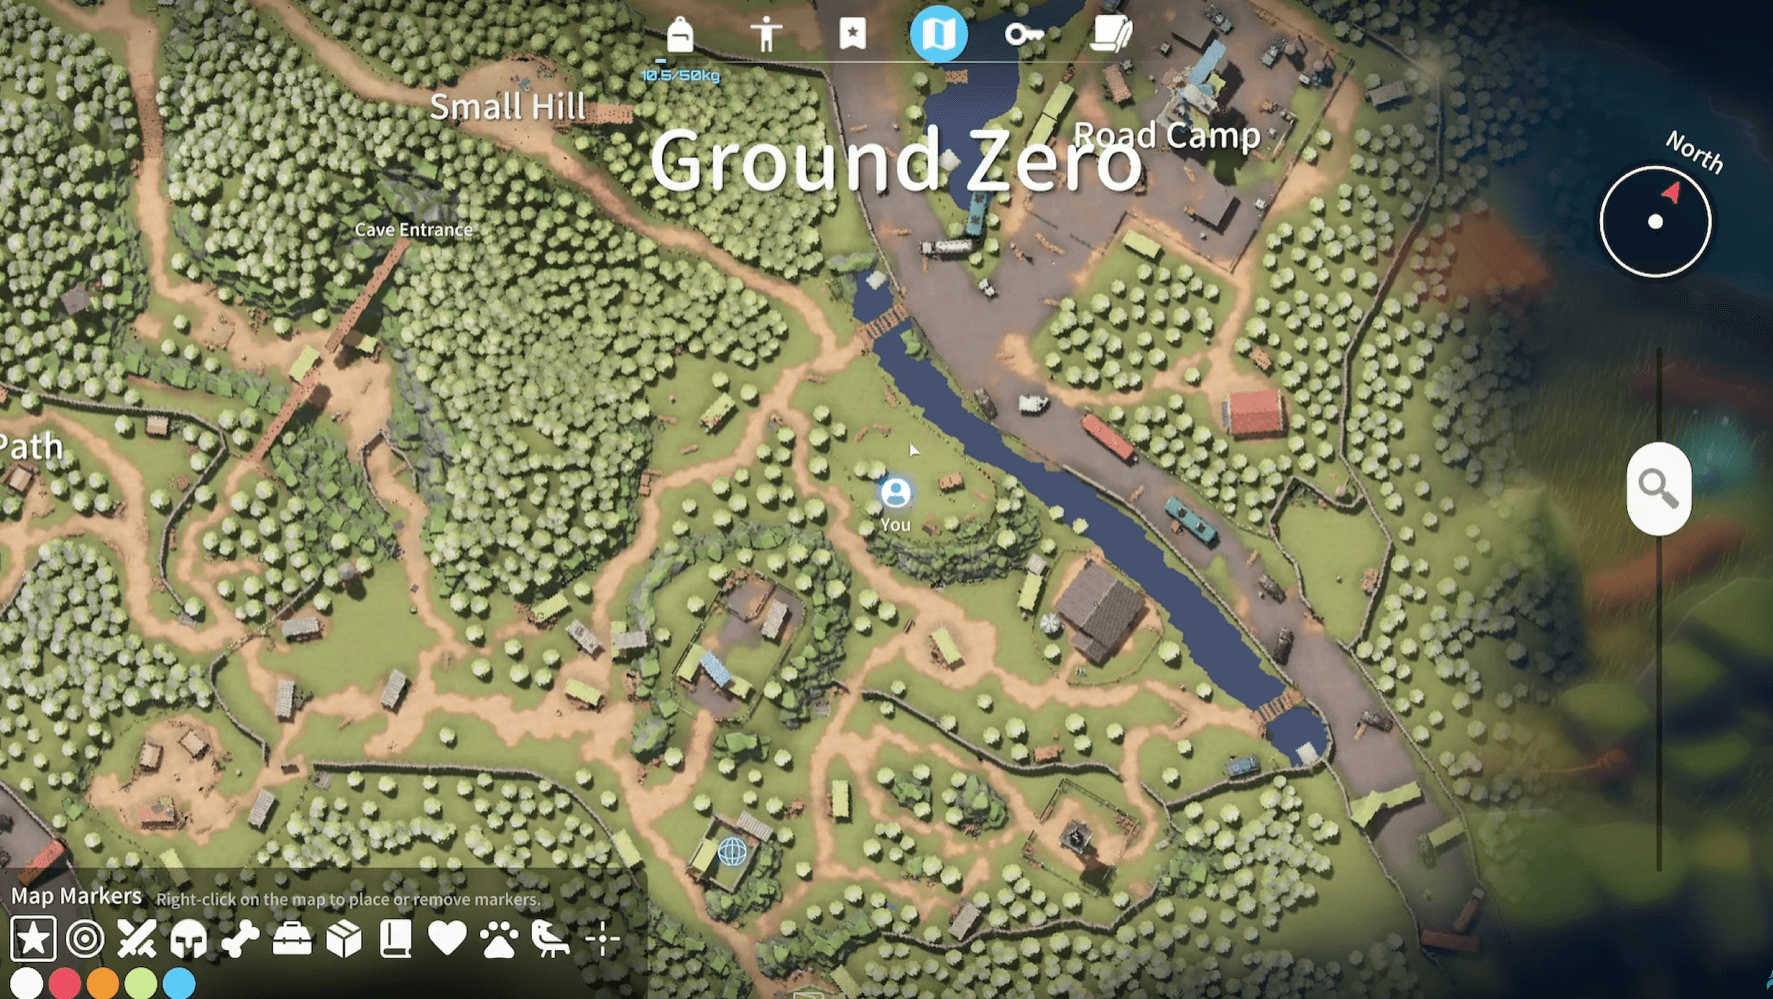 10.5/50kg
Small Hill
Ground Zero
Road Camp
North
Cave Entrance
Path
You
Map Markers Right-click on the map to place or remove markers.